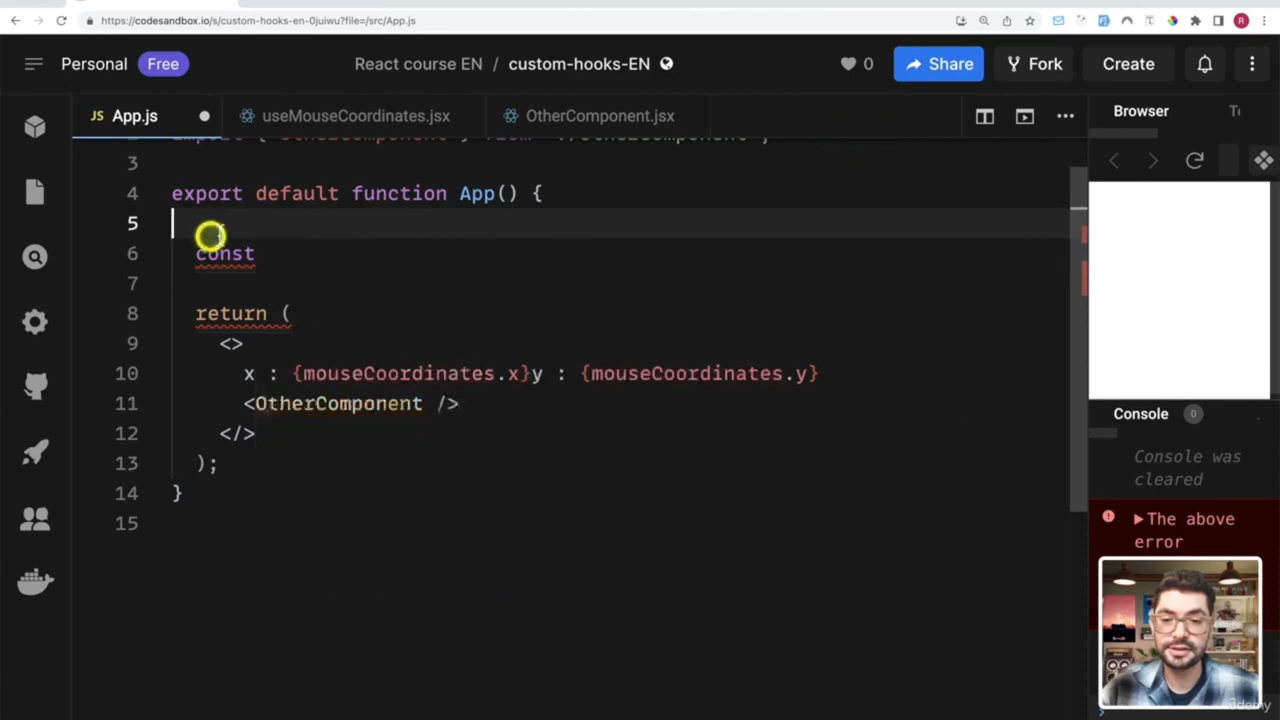 https://codesandbox.io/s/custom-hooks-en-0juiwu?file=/src/App.js
R
Personal Free
React course EN / custom-hooks-EN
0
Share
Fork
Create
JS App.js
useMouseCoordinates.jsx
OtherComponent.jsx
Browser
3
4 export default function App() {
5
6 const
7
8 return (
9 <>
10 x : {mouseCoordinates.x}y : {mouseCoordinates.y}
11 <OtherComponent />
12 </>
13 );
14 }
15
Console 0
Console was
cleared
The above
error
ûdemy